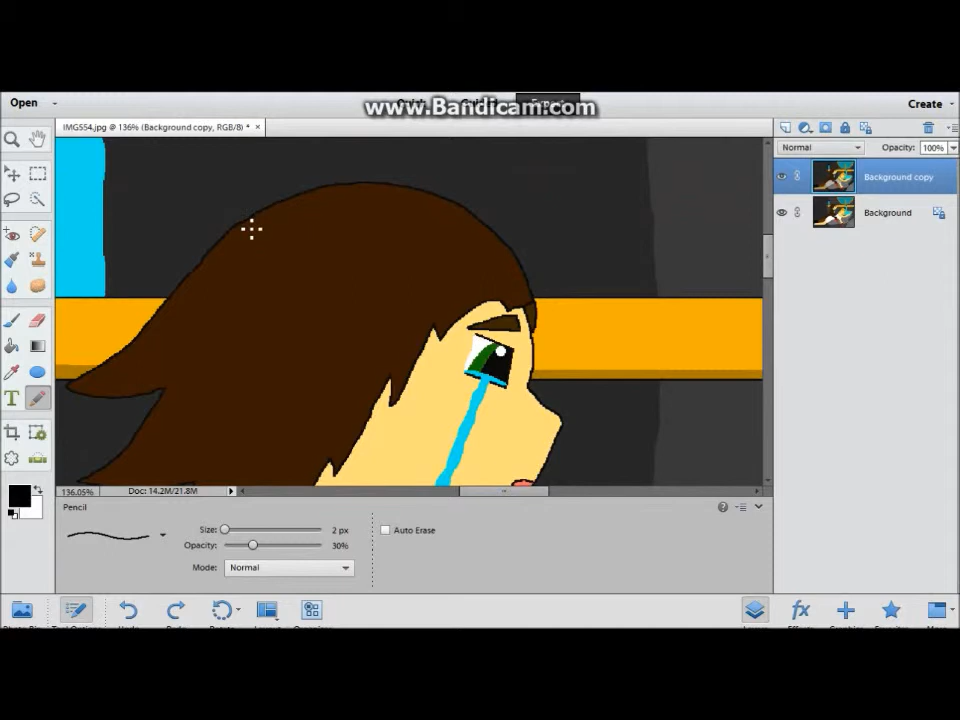 www.Bandicam.com
Open
Create
IMG554.jpg @ 136% (Background copy, RGB/8) * ×
Normal
Opacity: 100%
Background copy
Background
T
136.05%
Doc: 14.2M/21.8M
Pencil
Size: 2 px
Auto Erase
Opacity: 30%
Mode: Normal
fx